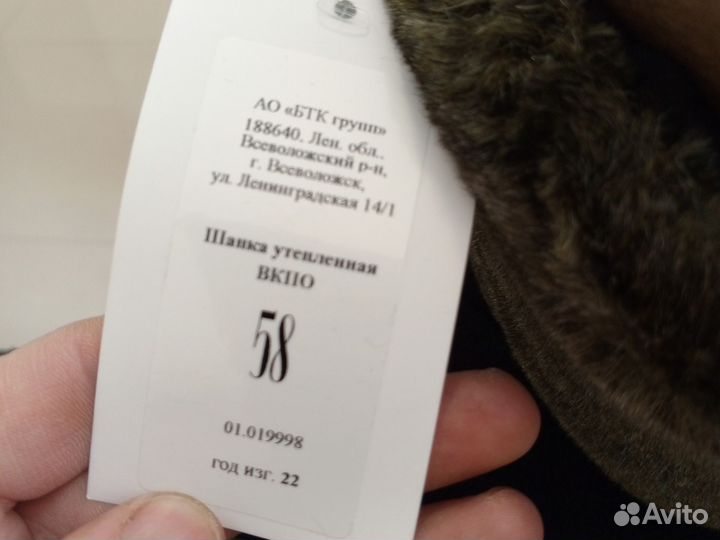 АО «БТК групп»
188640, Лен. обл.,
Всеволожский р-н,
г. Всеволожск,
ул. Ленинградская 14/1
Шапка утепленная
ВКПО
58
01.019998
год изг. 22
Avito